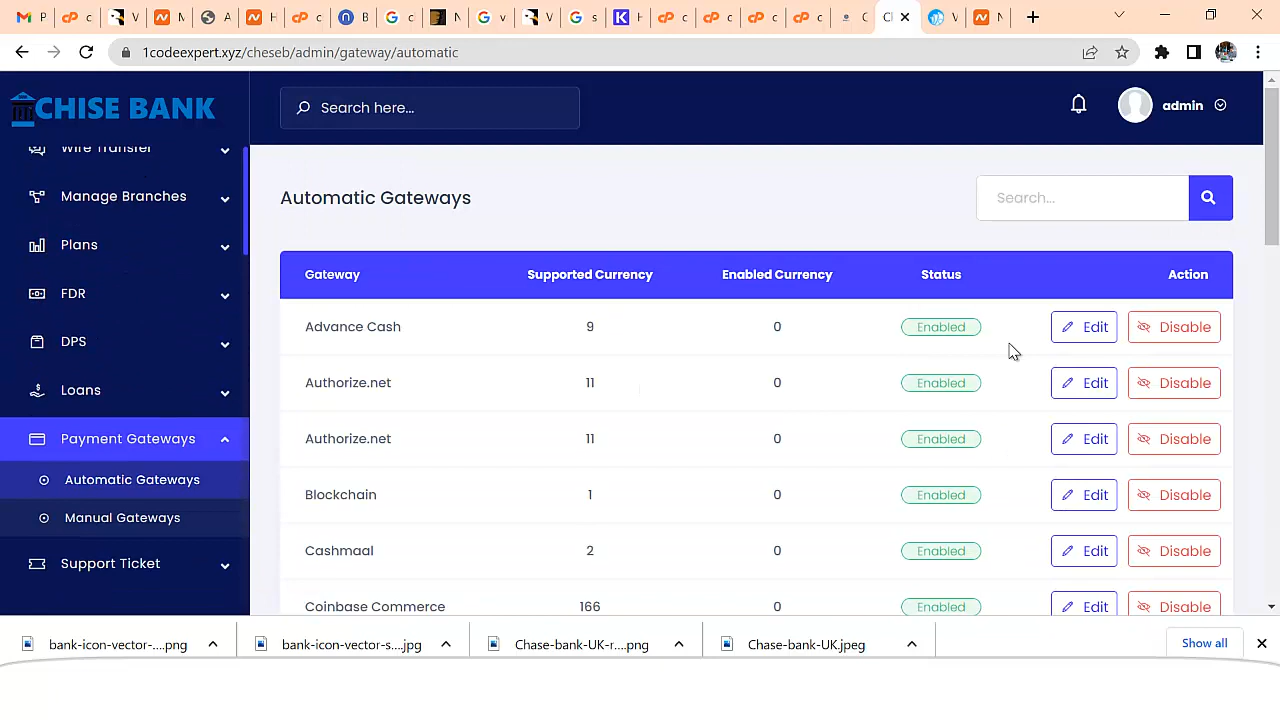 M
c
V
M
A
H
c
B
c
N
v
V
s
K
H
c
c
c
c
C
Cl
V
N
1codeexpert.xyz/cheseb/admin/gateway/automatic
CHISE BANK
Search here...
admin
Wire Transfer
Manage Branches
Plans
FDR
DPS
Loans
Payment Gateways
Automatic Gateways
Manual Gateways
Support Ticket
Automatic Gateways
Search...
Gateway Supported Currency Enabled Currency Status Action
Advance Cash 9 0 Enabled Edit Disable
Authorize.net 11 0 Enabled Edit Disable
Authorize.net 11 0 Enabled Edit Disable
Blockchain 1 0 Enabled Edit Disable
Cashmaal 2 0 Enabled Edit Disable
Coinbase Commerce 166 0 Enabled Edit Disable
bank-icon-vector-....png
bank-icon-vector-s....jpg
Chase-bank-UK-r....png
Chase-bank-UK.jpeg
Show all